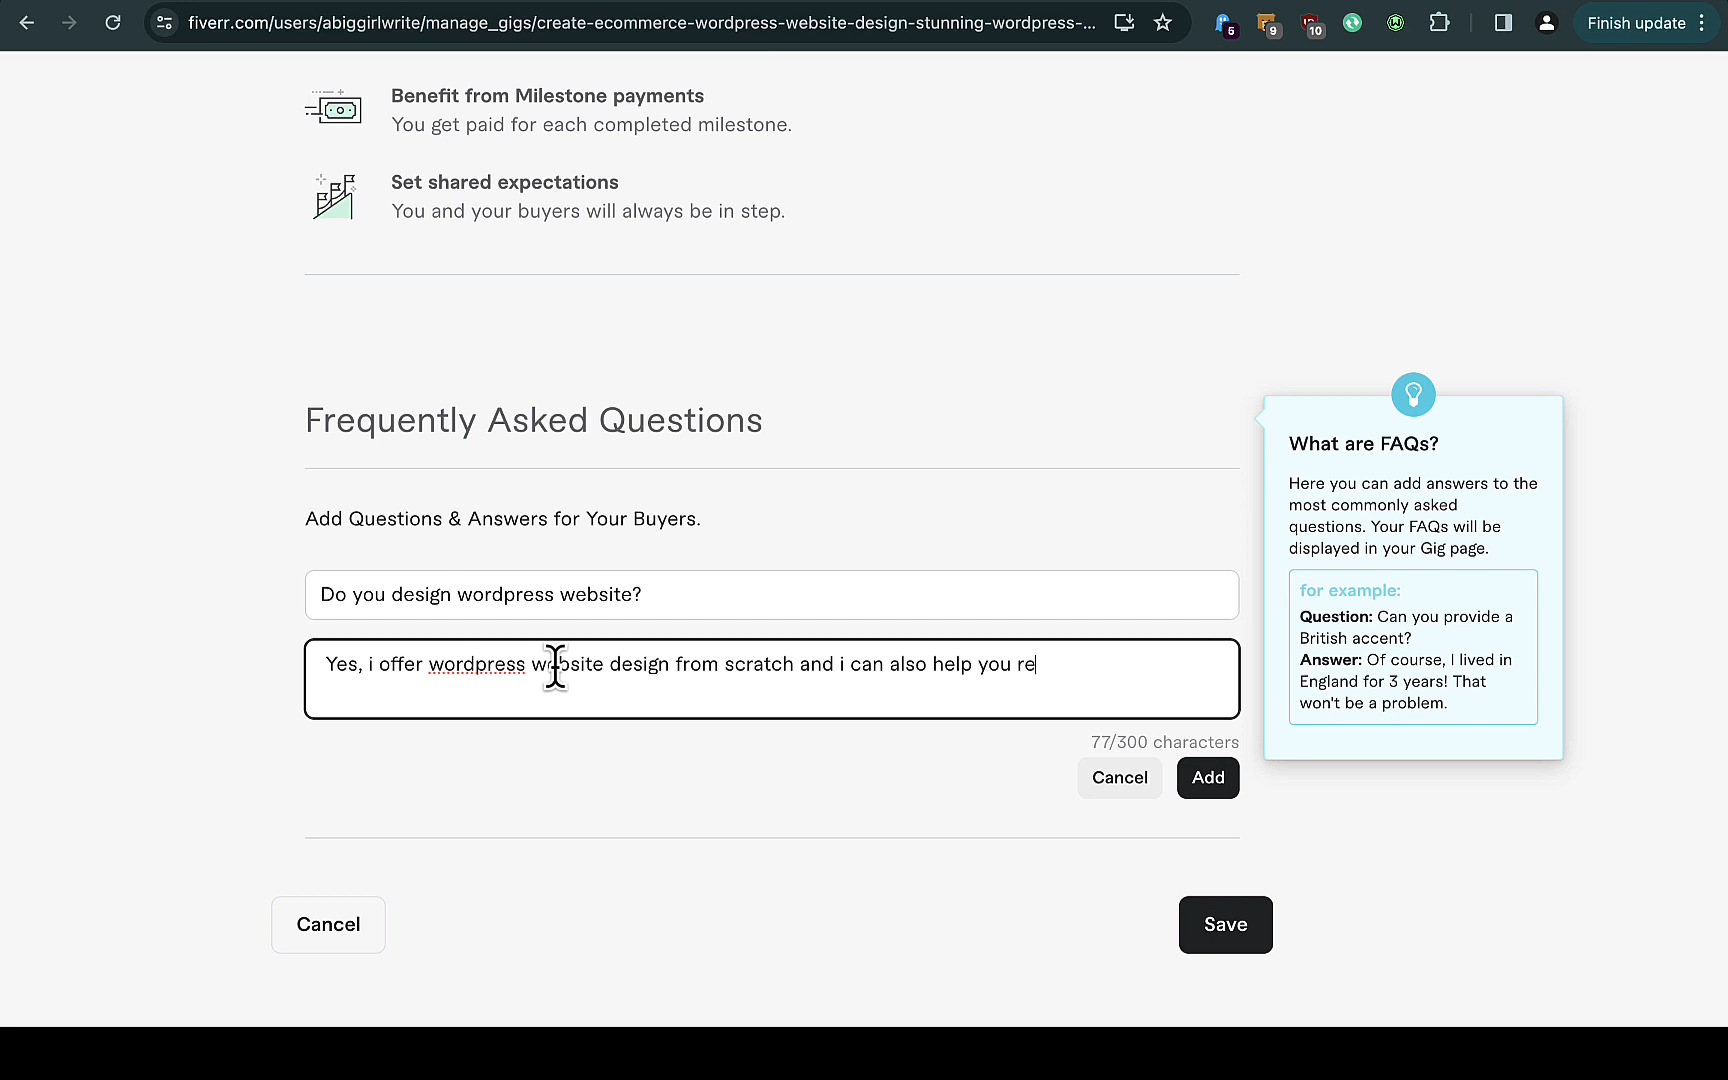 fiverr.com/users/abiggirlwrite/manage_gigs/create-ecommerce-wordpress-website-design-stunning-wordpress-...
5
9
10
Finish update
Benefit from Milestone payments
You get paid for each completed milestone.
Set shared expectations
You and your buyers will always be in step.
Frequently Asked Questions
Add Questions & Answers for Your Buyers.
Do you design wordpress website?
Yes, i offer wordpress website design from scratch and i can also help you re
77/300 characters
Cancel
Add
What are FAQs?
Here you can add answers to the
most commonly asked
questions. Your FAQs will be
displayed in your Gig page.
for example:
Question: Can you provide a
British accent?
Answer: Of course, I lived in
England for 3 years! That
won't be a problem.
Cancel
Save